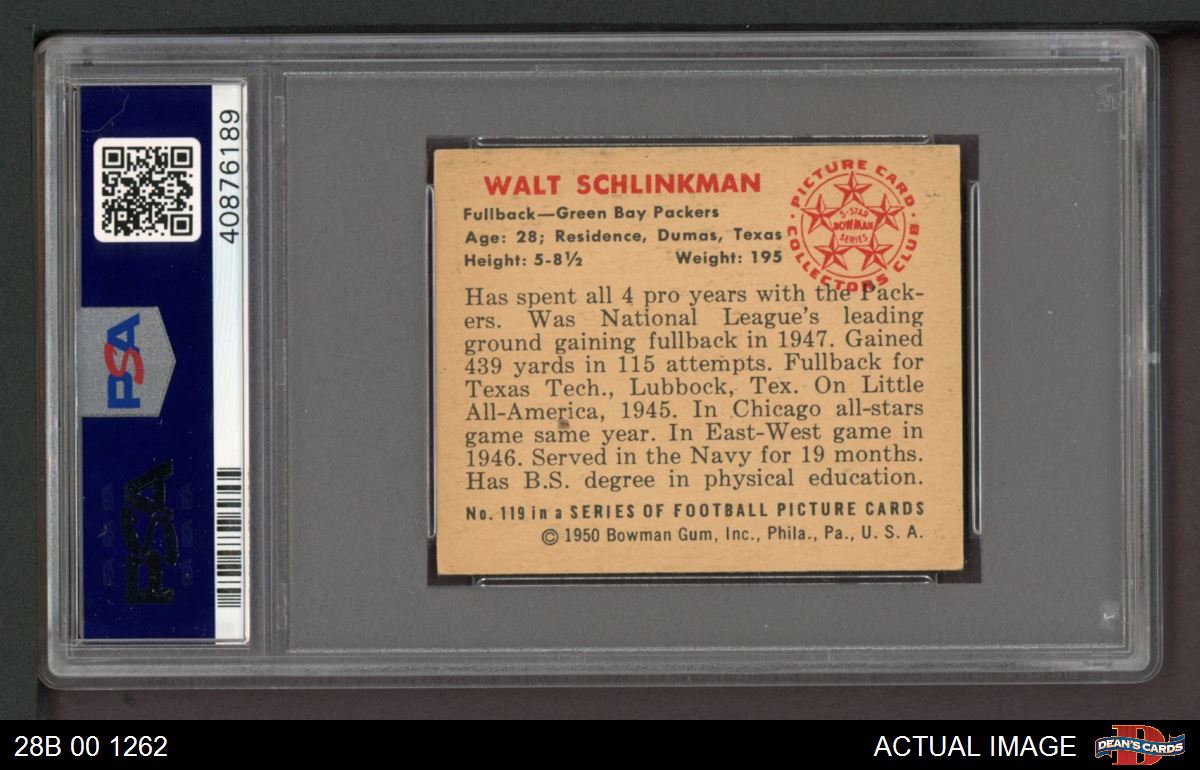 40876189
PSA
PSA
WALT SCHLINKMAN
Fullback—Green Bay Packers
Age: 28; Residence, Dumas, Texas
Height: 5-8½ Weight: 195
PICTURE CARD
COLLECTORS CLUB
5-STAR
BOWMAN
SERIES
Has spent all 4 pro years with the Pack-
ers. Was National League's leading
ground gaining fullback in 1947. Gained
439 yards in 115 attempts. Fullback for
Texas Tech., Lubbock, Tex. On Little
All-America, 1945. In Chicago all-stars
game same year. In East-West game in
1946. Served in the Navy for 19 months.
Has B.S. degree in physical education.
No. 119 in a SERIES OF FOOTBALL PICTURE CARDS
© 1950 Bowman Gum, Inc., Phila., Pa., U. S. A.
28B 00 1262
ACTUAL IMAGE
DEAN'S CARDS